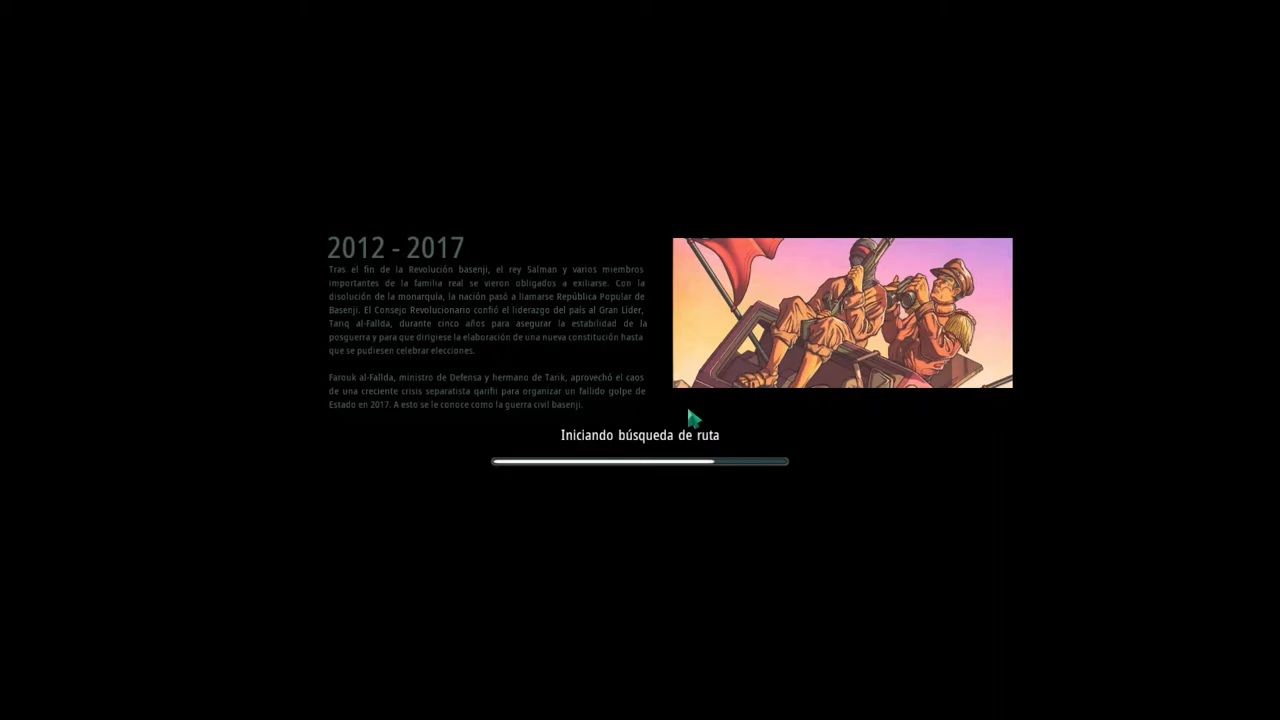 2012 - 2017
Tras el fin de la Revolución basenji, el rey Salman y varios miembros
importantes de la familia real se vieron obligados a exiliarse. Con la
disolución de la monarquía, la nación pasó a llamarse República Popular de
Basenji. El Consejo Revolucionario confió el liderazgo del país al Gran Líder,
Tariq al-Fallda, durante cinco años para asegurar la estabilidad de la
posguerra y para que dirigiese la elaboración de una nueva constitución hasta
que se pudiesen celebrar elecciones.
Farouk al-Fallda, ministro de Defensa y hermano de Tarik, aprovechó el caos
de una creciente crisis separatista qarifii para organizar un fallido golpe de
Estado en 2017. A esto se le conoce como la guerra civil basenji.
Iniciando búsqueda de ruta